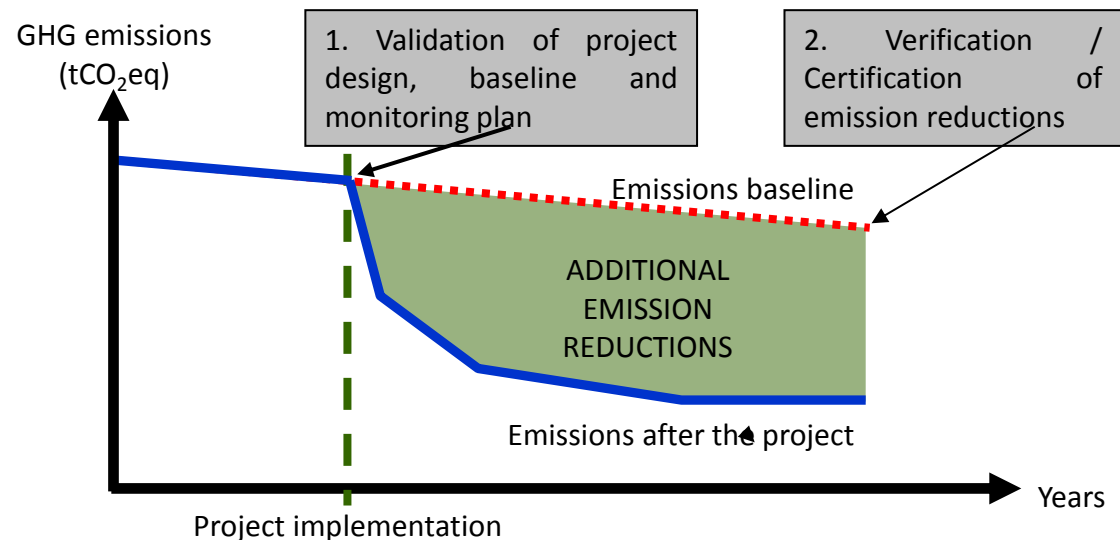 GHG emissions
(tCO₂eq)
1. Validation of project
design, baseline and
monitoring plan
2. Verification /
Certification of
emission reductions
Emissions baseline
ADDITIONAL
EMISSION
REDUCTIONS
Emissions after the project
Years
Project implementation